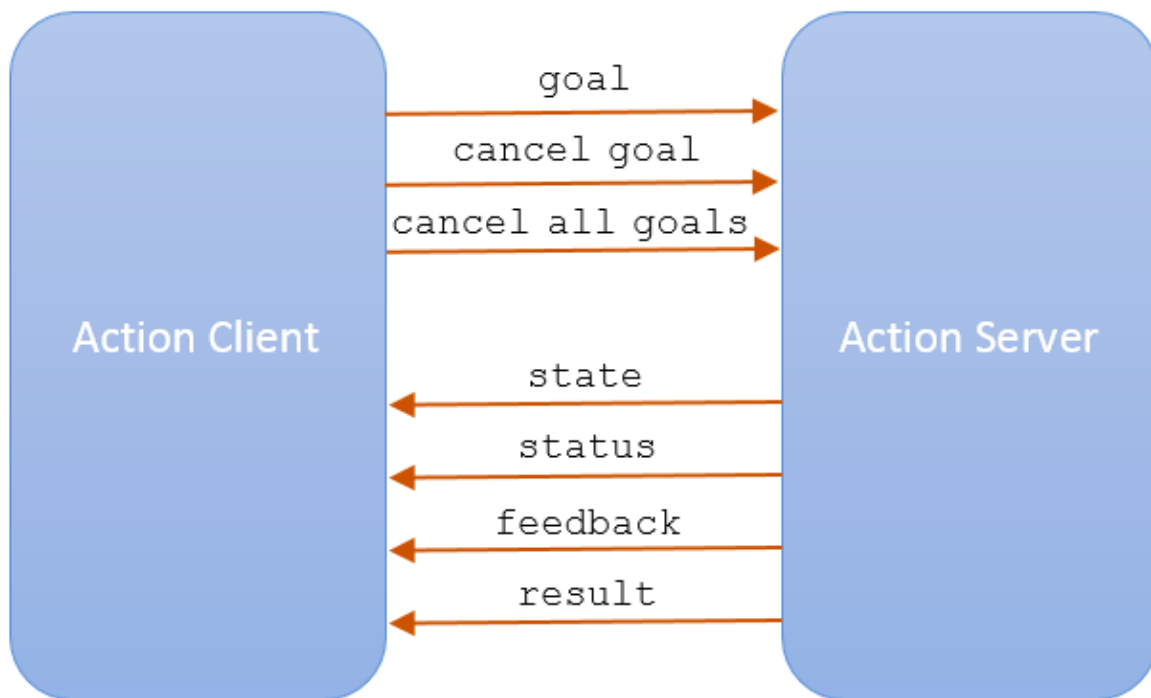 goal
cancel goal
cancel all goals
Action Client
Action Server
state
status
feedback
result